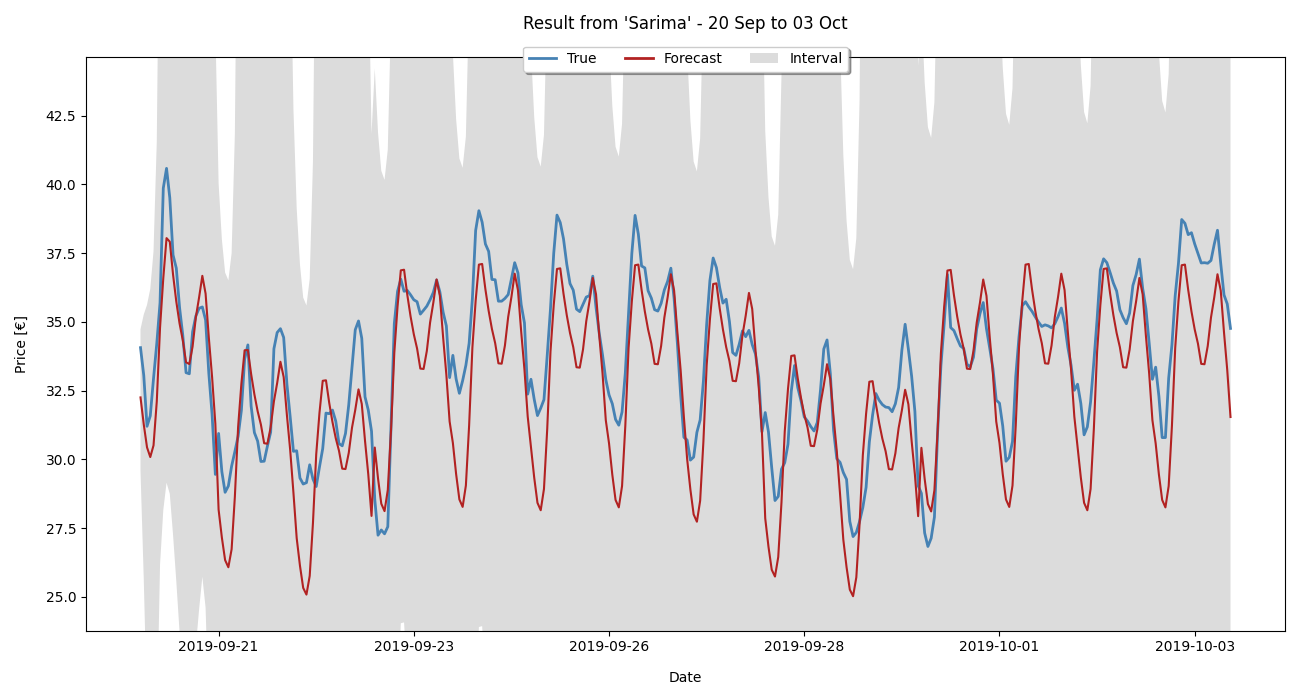 Result from 'Sarima' - 20 Sep to 03 Oct
True Forecast Interval
42.5
40.0
37.5
35.0
32.5
30.0
27.5
25.0
Price [€]
2019-09-21 2019-09-23 2019-09-26 2019-09-28 2019-10-01 2019-10-03
Date